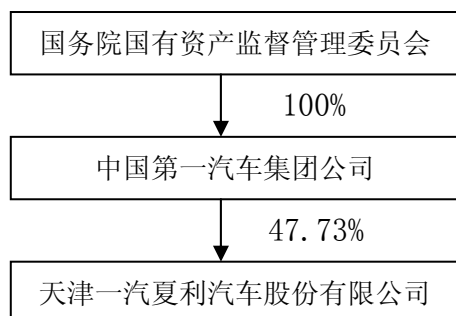 国务院国有资产监督管理委员会
100%
中国第一汽车集团公司
47.73%
天津一汽夏利汽车股份有限公司